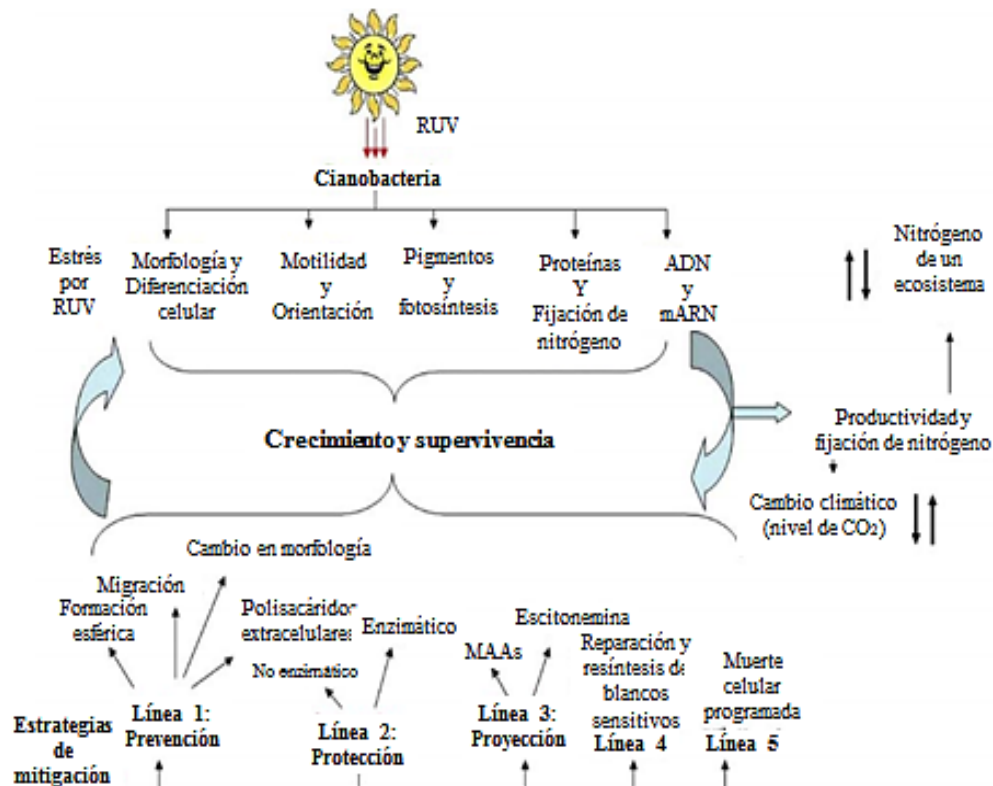 RUV
Cianobacteria
Estrés
por
RUV
Morfología y
Diferenciación
celular
Motilidad
y
Orientación
Pigmentos
y
fotosíntesis
Proteínas
Y
Fijación de
nitrógeno
ADN
y
mARN
Nitrógeno
de un
ecosistema
Crecimiento y supervivencia
Productividad y
fijación de nitrógeno
Cambio climático
(nivel de CO2)
Cambio en morfología
Migración
Formación
esférica
Polisacáridos
extracelulares
No enzimático
Enzimático
MAAs
Escitonemina
Reparación y
resíntesis de
blancos
sensitivos
Muerte
celular
programada
Estrategias
de
mitigación
Línea 1:
Prevención
Línea 2:
Protección
Línea 3:
Proyección
Línea 4
Línea 5